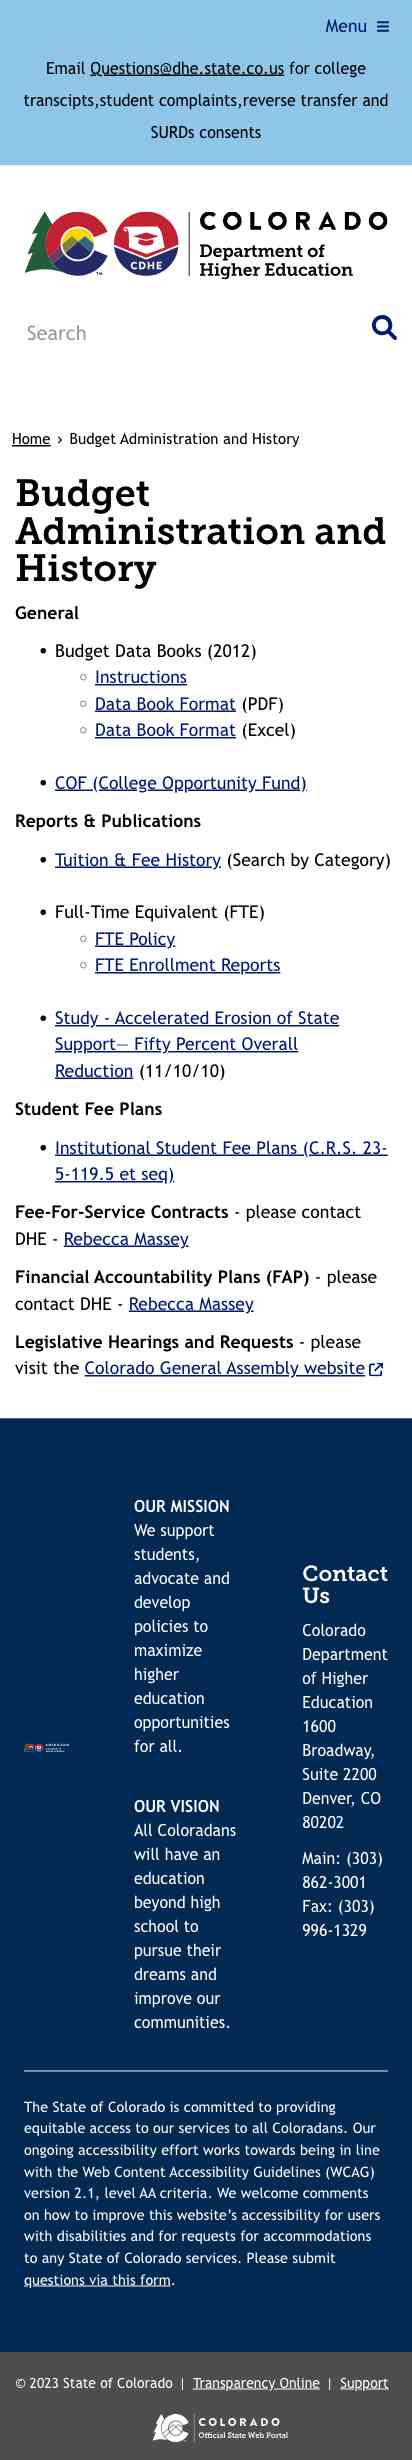 Menu
Email Questions@dhe.state.co.us for college
transcipts,student complaints,reverse transfer and
SURDs consents
CDHE
COLORADO
Department of
Higher Education
Search
Home › Budget Administration and History
Budget
Administration and
History
General
• Budget Data Books (2012)
○ Instructions
○ Data Book Format (PDF)
○ Data Book Format (Excel)
• COF (College Opportunity Fund)
Reports & Publications
• Tuition & Fee History (Search by Category)
• Full-Time Equivalent (FTE)
○ FTE Policy
○ FTE Enrollment Reports
• Study - Accelerated Erosion of State
Support— Fifty Percent Overall
Reduction (11/10/10)
Student Fee Plans
• Institutional Student Fee Plans (C.R.S. 23-
5-119.5 et seq)
Fee-For-Service Contracts - please contact
DHE - Rebecca Massey
Financial Accountability Plans (FAP) - please
contact DHE - Rebecca Massey
Legislative Hearings and Requests - please
visit the Colorado General Assembly website
OUR MISSION
We support
students,
advocate and
develop
policies to
maximize
higher
education
opportunities
for all.
OUR VISION
All Coloradans
will have an
education
beyond high
school to
pursue their
dreams and
improve our
communities.
Contact
Us
Colorado
Department
of Higher
Education
1600
Broadway,
Suite 2200
Denver, CO
80202
Main: (303)
862-3001
Fax: (303)
996-1329
The State of Colorado is committed to providing
equitable access to our services to all Coloradans. Our
ongoing accessibility effort works towards being in line
with the Web Content Accessibility Guidelines (WCAG)
version 2.1, level AA criteria. We welcome comments
on how to improve this website’s accessibility for users
with disabilities and for requests for accommodations
to any State of Colorado services. Please submit
questions via this form.
© 2023 State of Colorado | Transparency Online | Support
COLORADO
Official State Web Portal